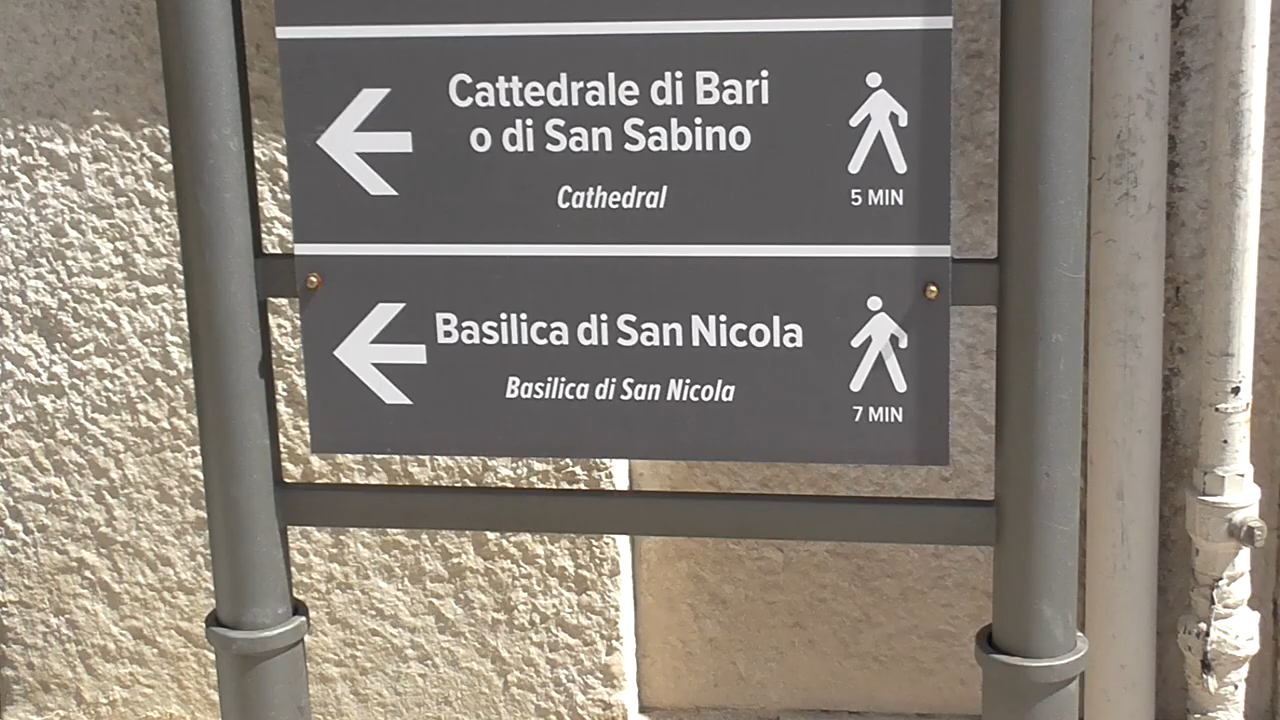 Cattedrale di Bari
o di San Sabino
Cathedral
5 MIN
Basilica di San Nicola
Basilica di San Nicola
7 MIN